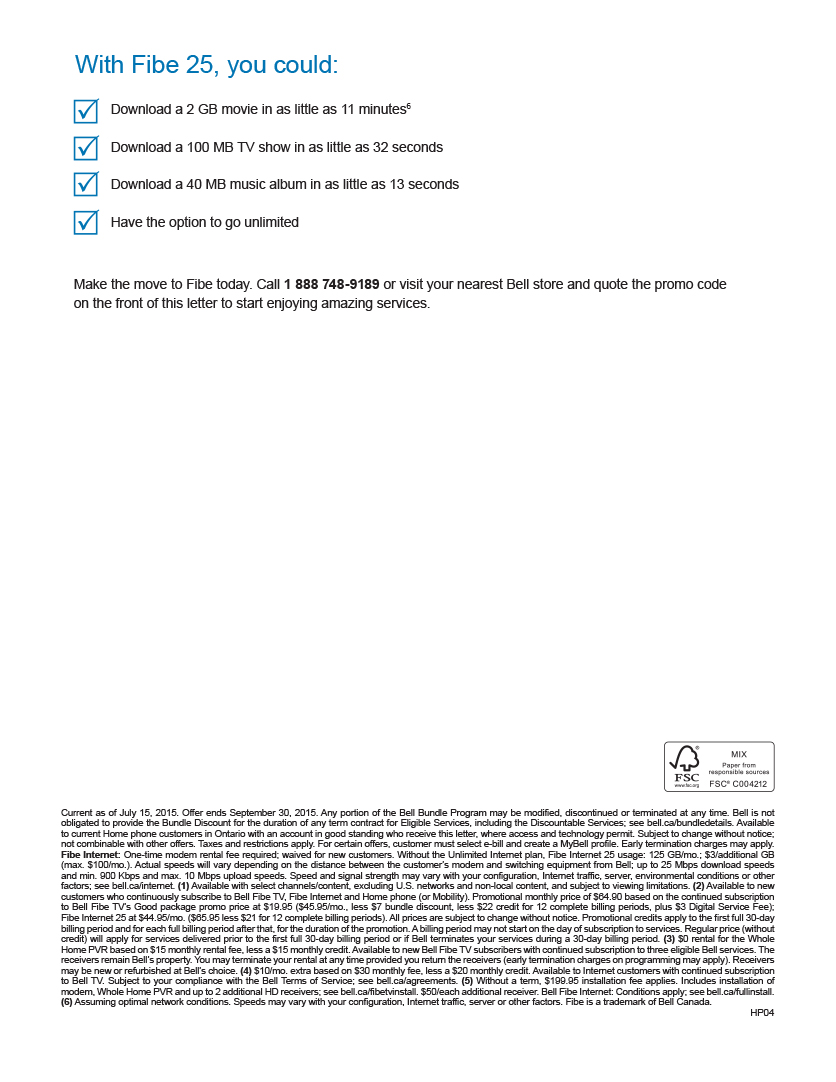 With Fibe 25, you could:
Download a 2 GB movie in as little as 11 minutes⁶
Download a 100 MB TV show in as little as 32 seconds
Download a 40 MB music album in as little as 13 seconds
Have the option to go unlimited
Make the move to Fibe today. Call 1 888 748-9189 or visit your nearest Bell store and quote the promo code
on the front of this letter to start enjoying amazing services.
MIX
Paper from
responsible sources
FSC
www.fsc.org
FSC® C004212
Current as of July 15, 2015. Offer ends September 30, 2015. Any portion of the Bell Bundle Program may be modified, discontinued or terminated at any time. Bell is not
obligated to provide the Bundle Discount for the duration of any term contract for Eligible Services, including the Discountable Services; see bell.ca/bundledetails. Available
to current Home phone customers in Ontario with an account in good standing who receive this letter, where access and technology permit. Subject to change without notice;
not combinable with other offers. Taxes and restrictions apply. For certain offers, customer must select e-bill and create a MyBell profile. Early termination charges may apply.
Fibe Internet: One-time modem rental fee required; waived for new customers. Without the Unlimited Internet plan, Fibe Internet 25 usage: 125 GB/mo.; $3/additional GB
(max. $100/mo.). Actual speeds will vary depending on the distance between the customer's modem and switching equipment from Bell; up to 25 Mbps download speeds
and min. 900 Kbps and max. 10 Mbps upload speeds. Speed and signal strength may vary with your configuration, Internet traffic, server, environmental conditions or other
factors; see bell.ca/internet. (1) Available with select channels/content, excluding U.S. networks and non-local content, and subject to viewing limitations. (2) Available to new
customers who continuously subscribe to Bell Fibe TV, Fibe Internet and Home phone (or Mobility). Promotional monthly price of $64.90 based on the continued subscription
to Bell Fibe TV's Good package promo price at $19.95 ($45.95/mo., less $7 bundle discount, less $22 credit for 12 complete billing periods, plus $3 Digital Service Fee);
Fibe Internet 25 at $44.95/mo. ($65.95 less $21 for 12 complete billing periods). All prices are subject to change without notice. Promotional credits apply to the first full 30-day
billing period and for each full billing period after that, for the duration of the promotion. A billing period may not start on the day of subscription to services. Regular price (without
credit) will apply for services delivered prior to the first full 30-day billing period or if Bell terminates your services during a 30-day billing period. (3) $0 rental for the Whole
Home PVR based on $15 monthly rental fee, less a $15 monthly credit. Available to new Bell Fibe TV subscribers with continued subscription to three eligible Bell services. The
receivers remain Bell's property. You may terminate your rental at any time provided you return the receivers (early termination charges on programming may apply). Receivers
may be new or refurbished at Bell's choice. (4) $10/mo. extra based on $30 monthly fee, less a $20 monthly credit. Available to Internet customers with continued subscription
to Bell TV. Subject to your compliance with the Bell Terms of Service; see bell.ca/agreements. (5) Without a term, $199.95 installation fee applies. Includes installation of
modem, Whole Home PVR and up to 2 additional HD receivers; see bell.ca/fibetvinstall. $50/each additional receiver. Bell Fibe Internet: Conditions apply; see bell.ca/fullinstall.
(6) Assuming optimal network conditions. Speeds may vary with your configuration, Internet traffic, server or other factors. Fibe is a trademark of Bell Canada.
HP04